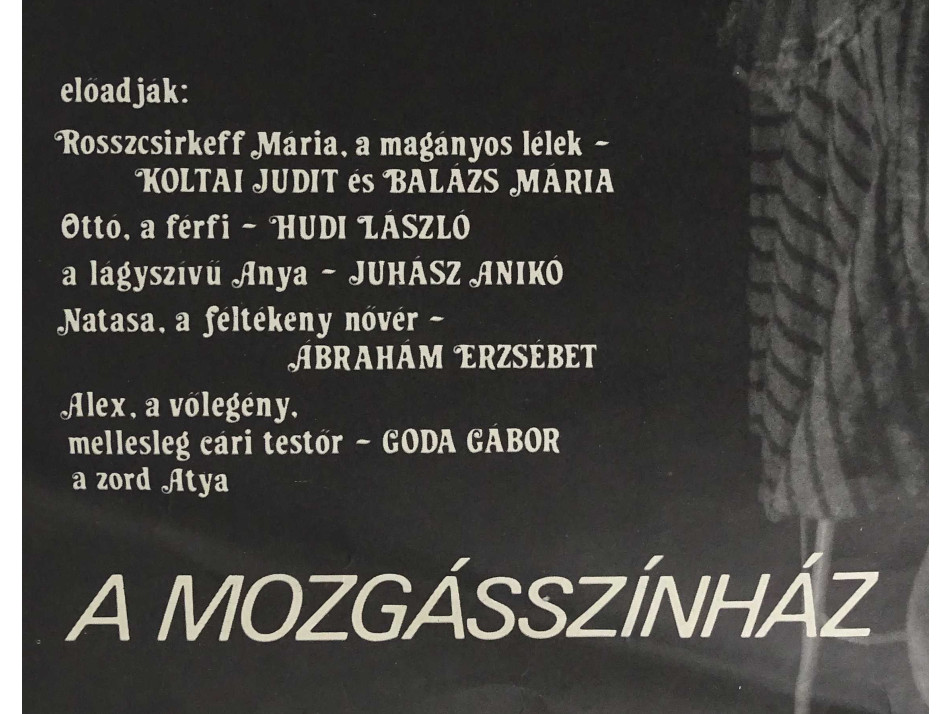 előadják:
Rosszcsirkeff Mária, a magányos lélek –
KOLTAI JUDIT és BALÁZS MÁRIA
Ottó, a férfi – HUDI LÁSZLÓ
a lágyszívű Anya – JUHÁSZ ANIKÓ
Natasa, a féltékeny nővér –
ÁBRAHÁM ERZSÉBET
Alex, a vőlegény,
mellesleg cári testőr – GODA GÁBOR
a zord Atya
A MOZGÁSSZÍNHÁZ